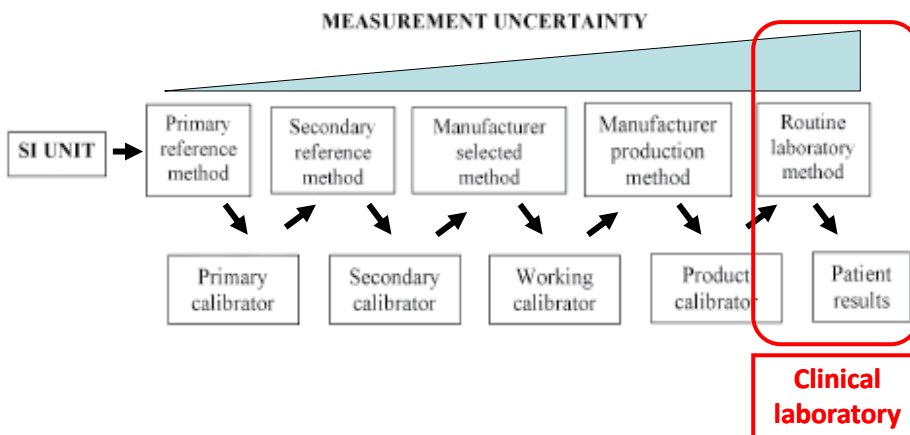 MEASUREMENT UNCERTAINTY
SI UNIT
Primary
reference
method
Secondary
reference
method
Manufacturer
selected
method
Manufacturer
production
method
Routine
laboratory
method
Primary
calibrator
Secondary
calibrator
Working
calibrator
Product
calibrator
Patient
results
Clinical
laboratory